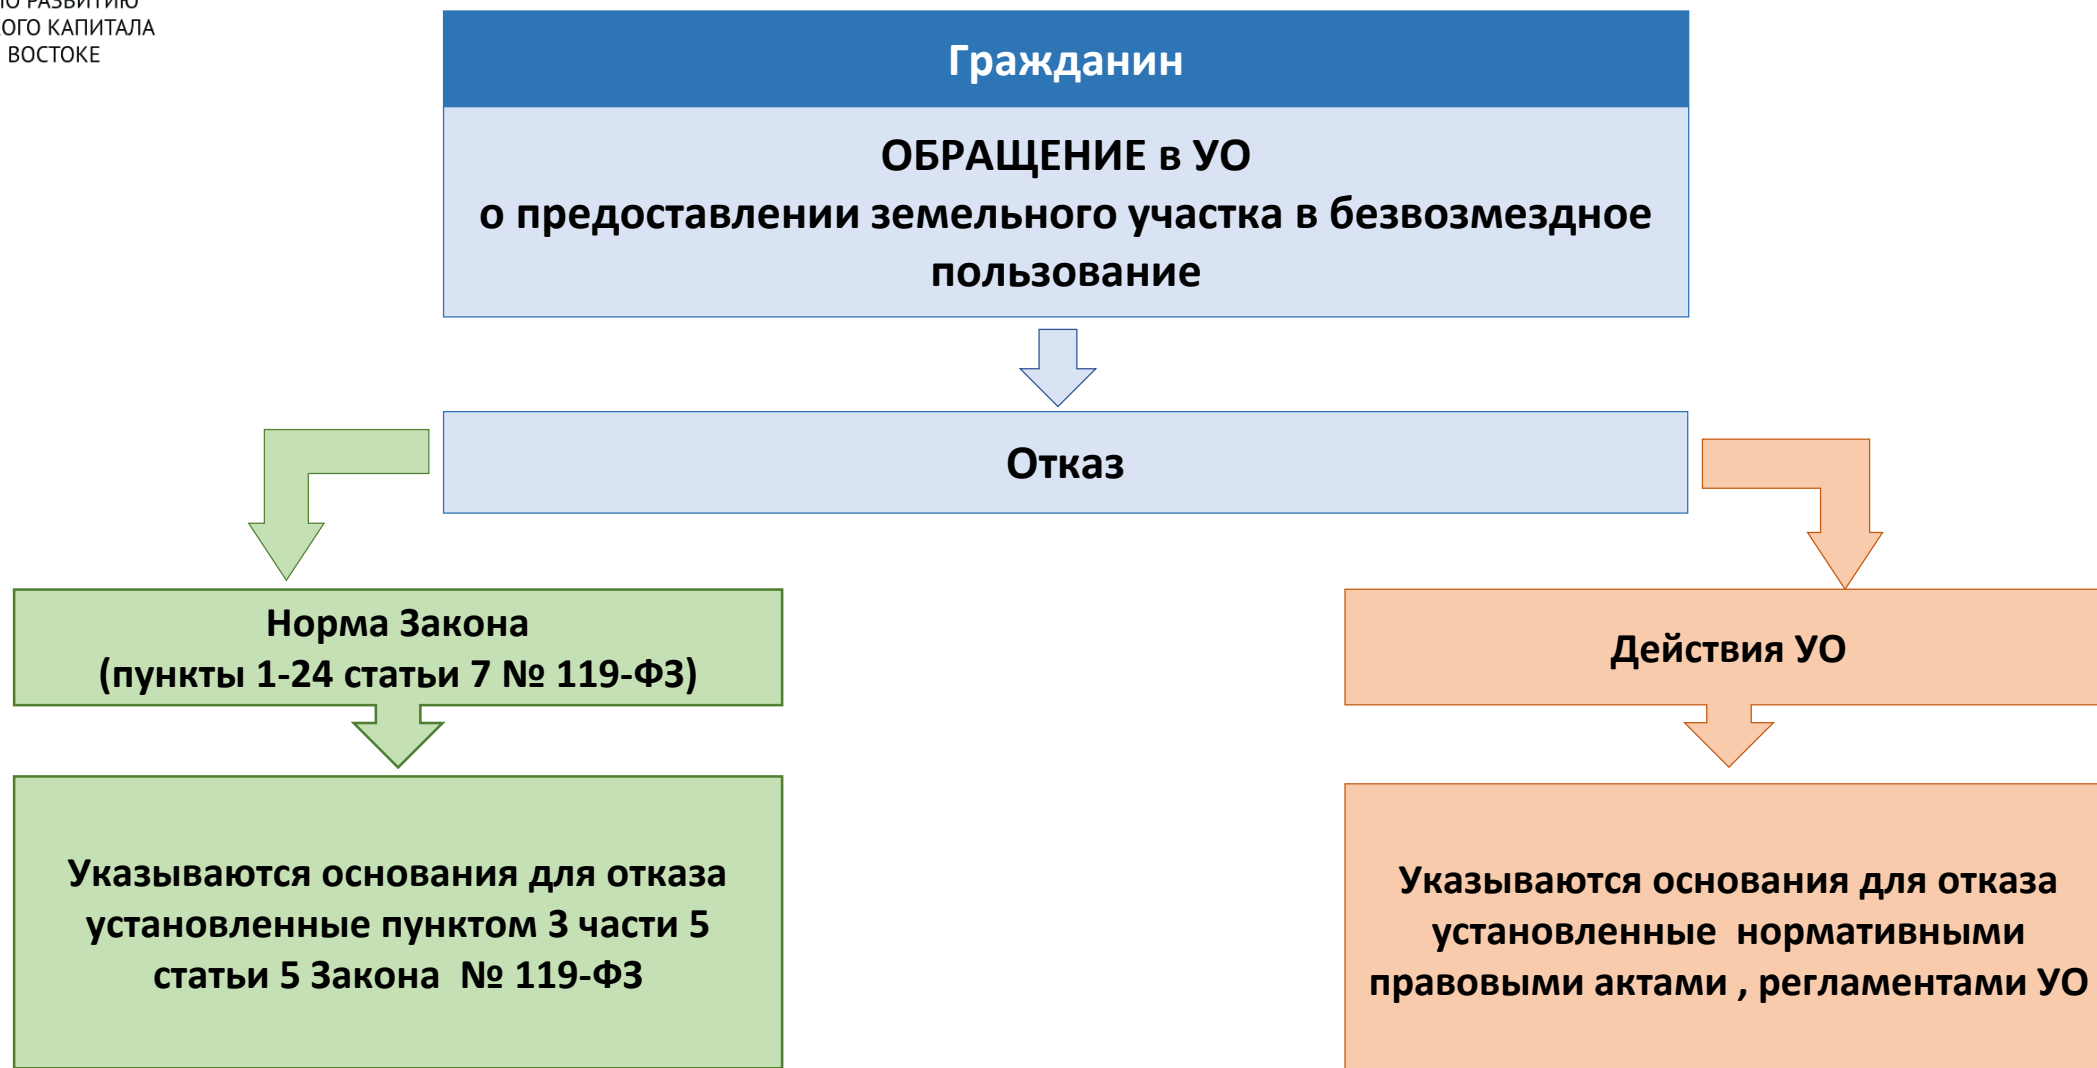 РАЗВИТИЮ
КАПИТАЛА
ВОСТОКЕ
Гражданин
ОБРАЩЕНИЕ в УО
о предоставлении земельного участка в безвозмездное
пользование
Отказ
Норма Закона
(пункты 1-24 статьи 7 № 119-ФЗ)
Действия УО
Указываются основания для отказа
установленные пунктом 3 части 5
статьи 5 Закона № 119-ФЗ
Указываются основания для отказа
установленные нормативными
правовыми актами , регламентами УО